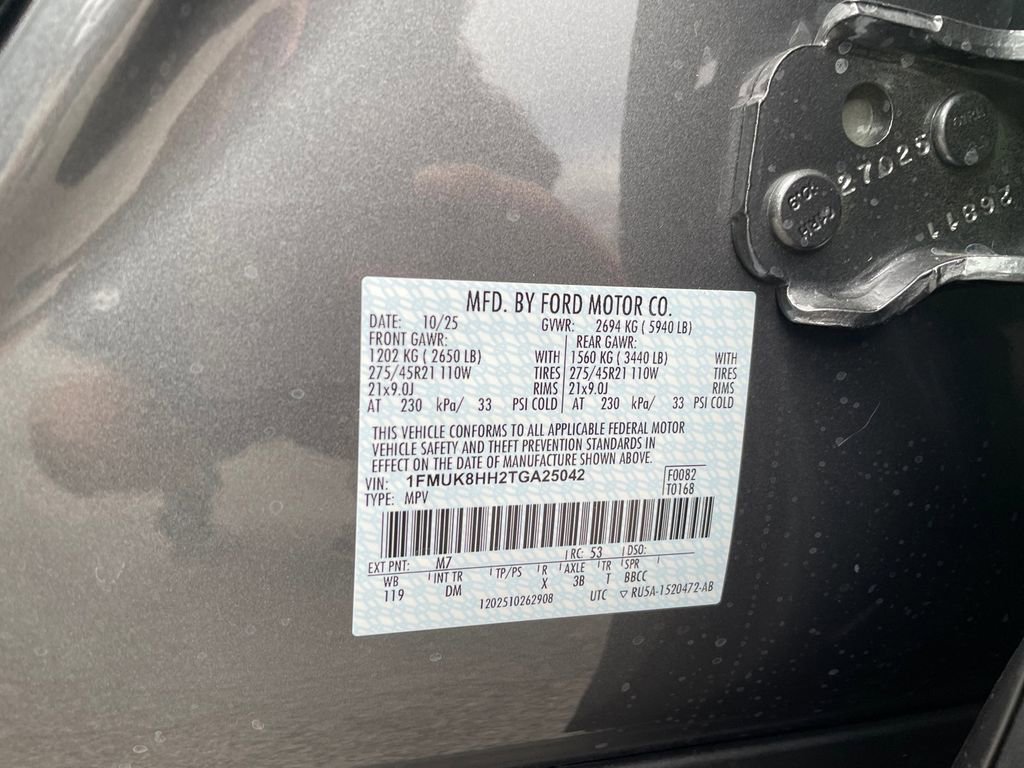 27D25
26811
MFD. BY FORD MOTOR CO.
DATE: 10/25 GVWR: 2694 KG ( 5940 LB)
FRONT GAWR: REAR GAWR:
1202 KG ( 2650 LB) WITH 1560 KG ( 3440 LB) WITH
275/45R21 110W TIRES 275/45R21 110W TIRES
21x9.0J RIMS 21x9.0J RIMS
AT 230 kPa/ 33 PSI COLD AT 230 kPa/ 33 PSI COLD
THIS VEHICLE CONFORMS TO ALL APPLICABLE FEDERAL MOTOR
VEHICLE SAFETY AND THEFT PREVENTION STANDARDS IN
EFFECT ON THE DATE OF MANUFACTURE SHOWN ABOVE.
VIN: 1FMUK8HH2TGA25042 F0082
TYPE: MPV T0168
EXT PNT: M7 RC: 53 DSO:
WB INT TR TP/PS R AXLE TR SPR
119 DM X 3B T BBCC
1202510262908 UTC ▽ RU5A-1520472-AB